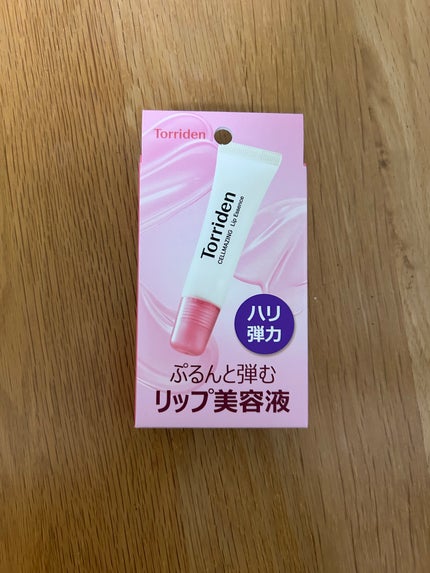 Torriden
Torriden
CELLMAZING Lip Essence
ハリ
弾力
ぷるんと弾む
リップ美容液